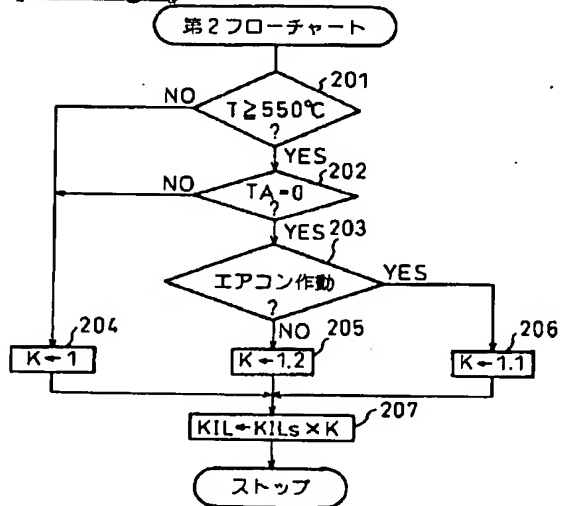 第2フローチャート
201
NO
T≧550℃
?
YES
202
NO
TA=0
?
YES
203
エアコン作動
YES
?
NO
204
K←1
205
K←1.2
206
K←1.1
207
KIL←KILs×K
ストップ